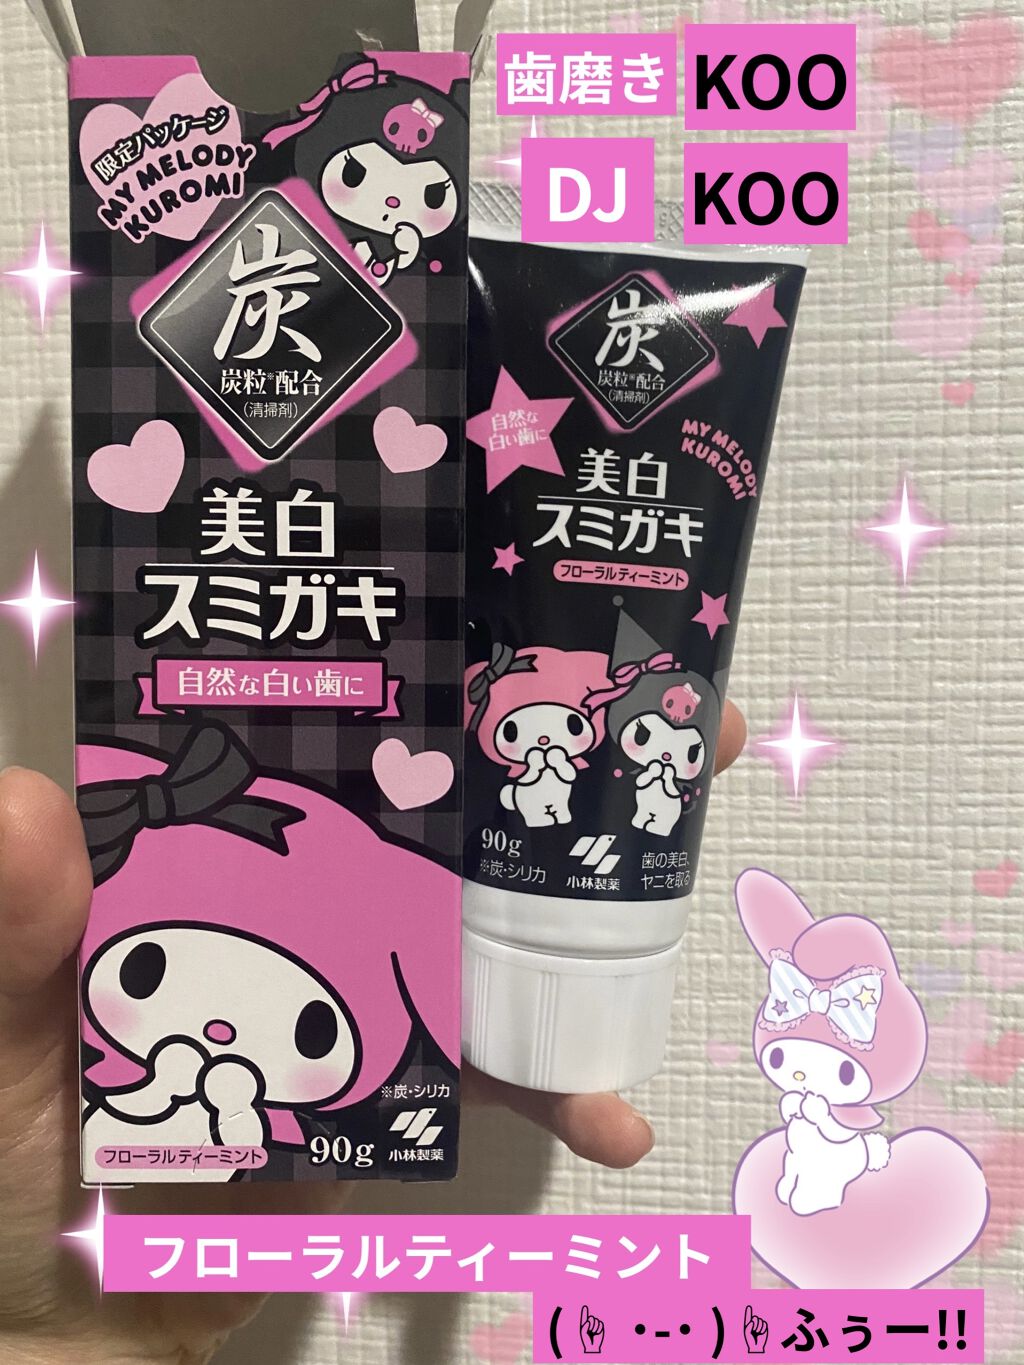 歯磨き KOO
DJ KOO
限定パッケージ
MY MELODY
KUROMI
炭
炭粒※配合
(清掃剤)
美白
スミガキ
自然な白い歯に
※炭・シリカ
フローラルティーミント
90g
小林製薬
炭
炭粒※配合
(清掃剤)
自然な
白い歯に
MY MELODY
KUROMI
美白
スミガキ
フローラルティーミント
90g
※炭・シリカ
小林製薬
歯の美白、
ヤニを取る
フローラルティーミント
(☝ ･-･ )☝ふぅー!!